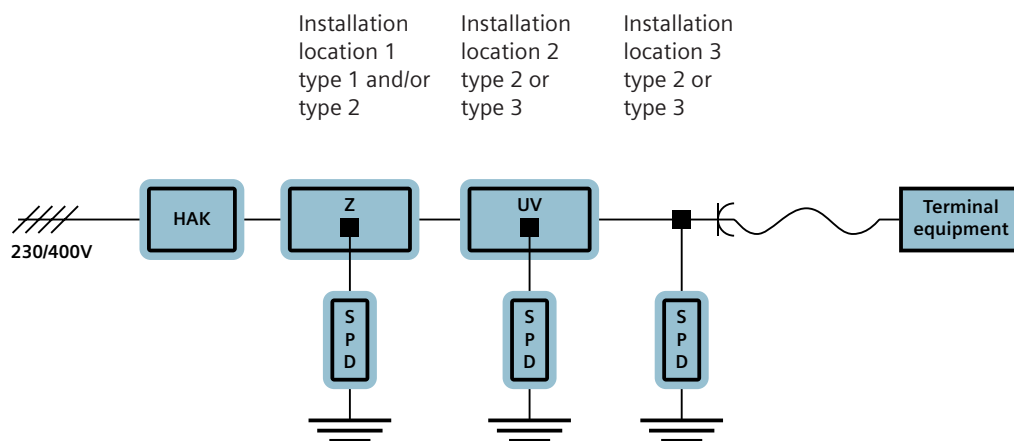 Installation
location 1
type 1 and/or
type 2
Installation
location 2
type 2 or
type 3
Installation
location 3
type 2 or
type 3
HAK
Z
UV
Terminal
equipment
230/400V
S
P
D
S
P
D
S
P
D